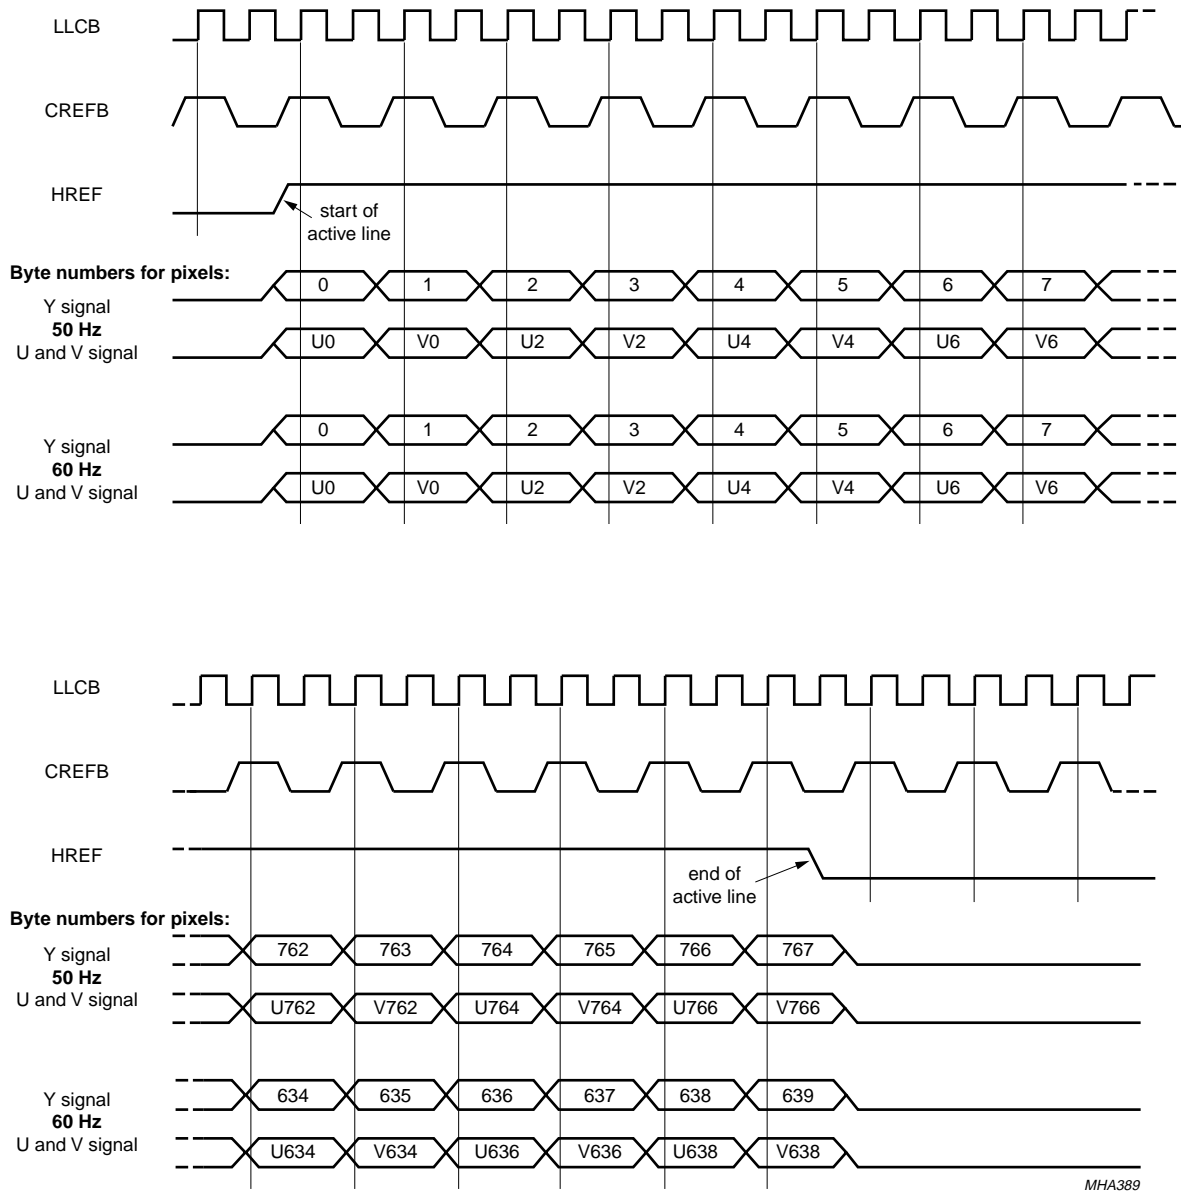 LLCB
CREFB
HREF
start of
active line
Byte numbers for pixels:
Y signal
50 Hz
U and V signal
0 1 2 3 4 5 6 7
U0 V0 U2 V2 U4 V4 U6 V6
Y signal
60 Hz
U and V signal
0 1 2 3 4 5 6 7
U0 V0 U2 V2 U4 V4 U6 V6
LLCB
CREFB
HREF
end of
active line
Byte numbers for pixels:
Y signal
50 Hz
U and V signal
762 763 764 765 766 767
U762 V762 U764 V764 U766 V766
Y signal
60 Hz
U and V signal
634 635 636 637 638 639
U634 V634 U636 V636 U638 V638
MHA389